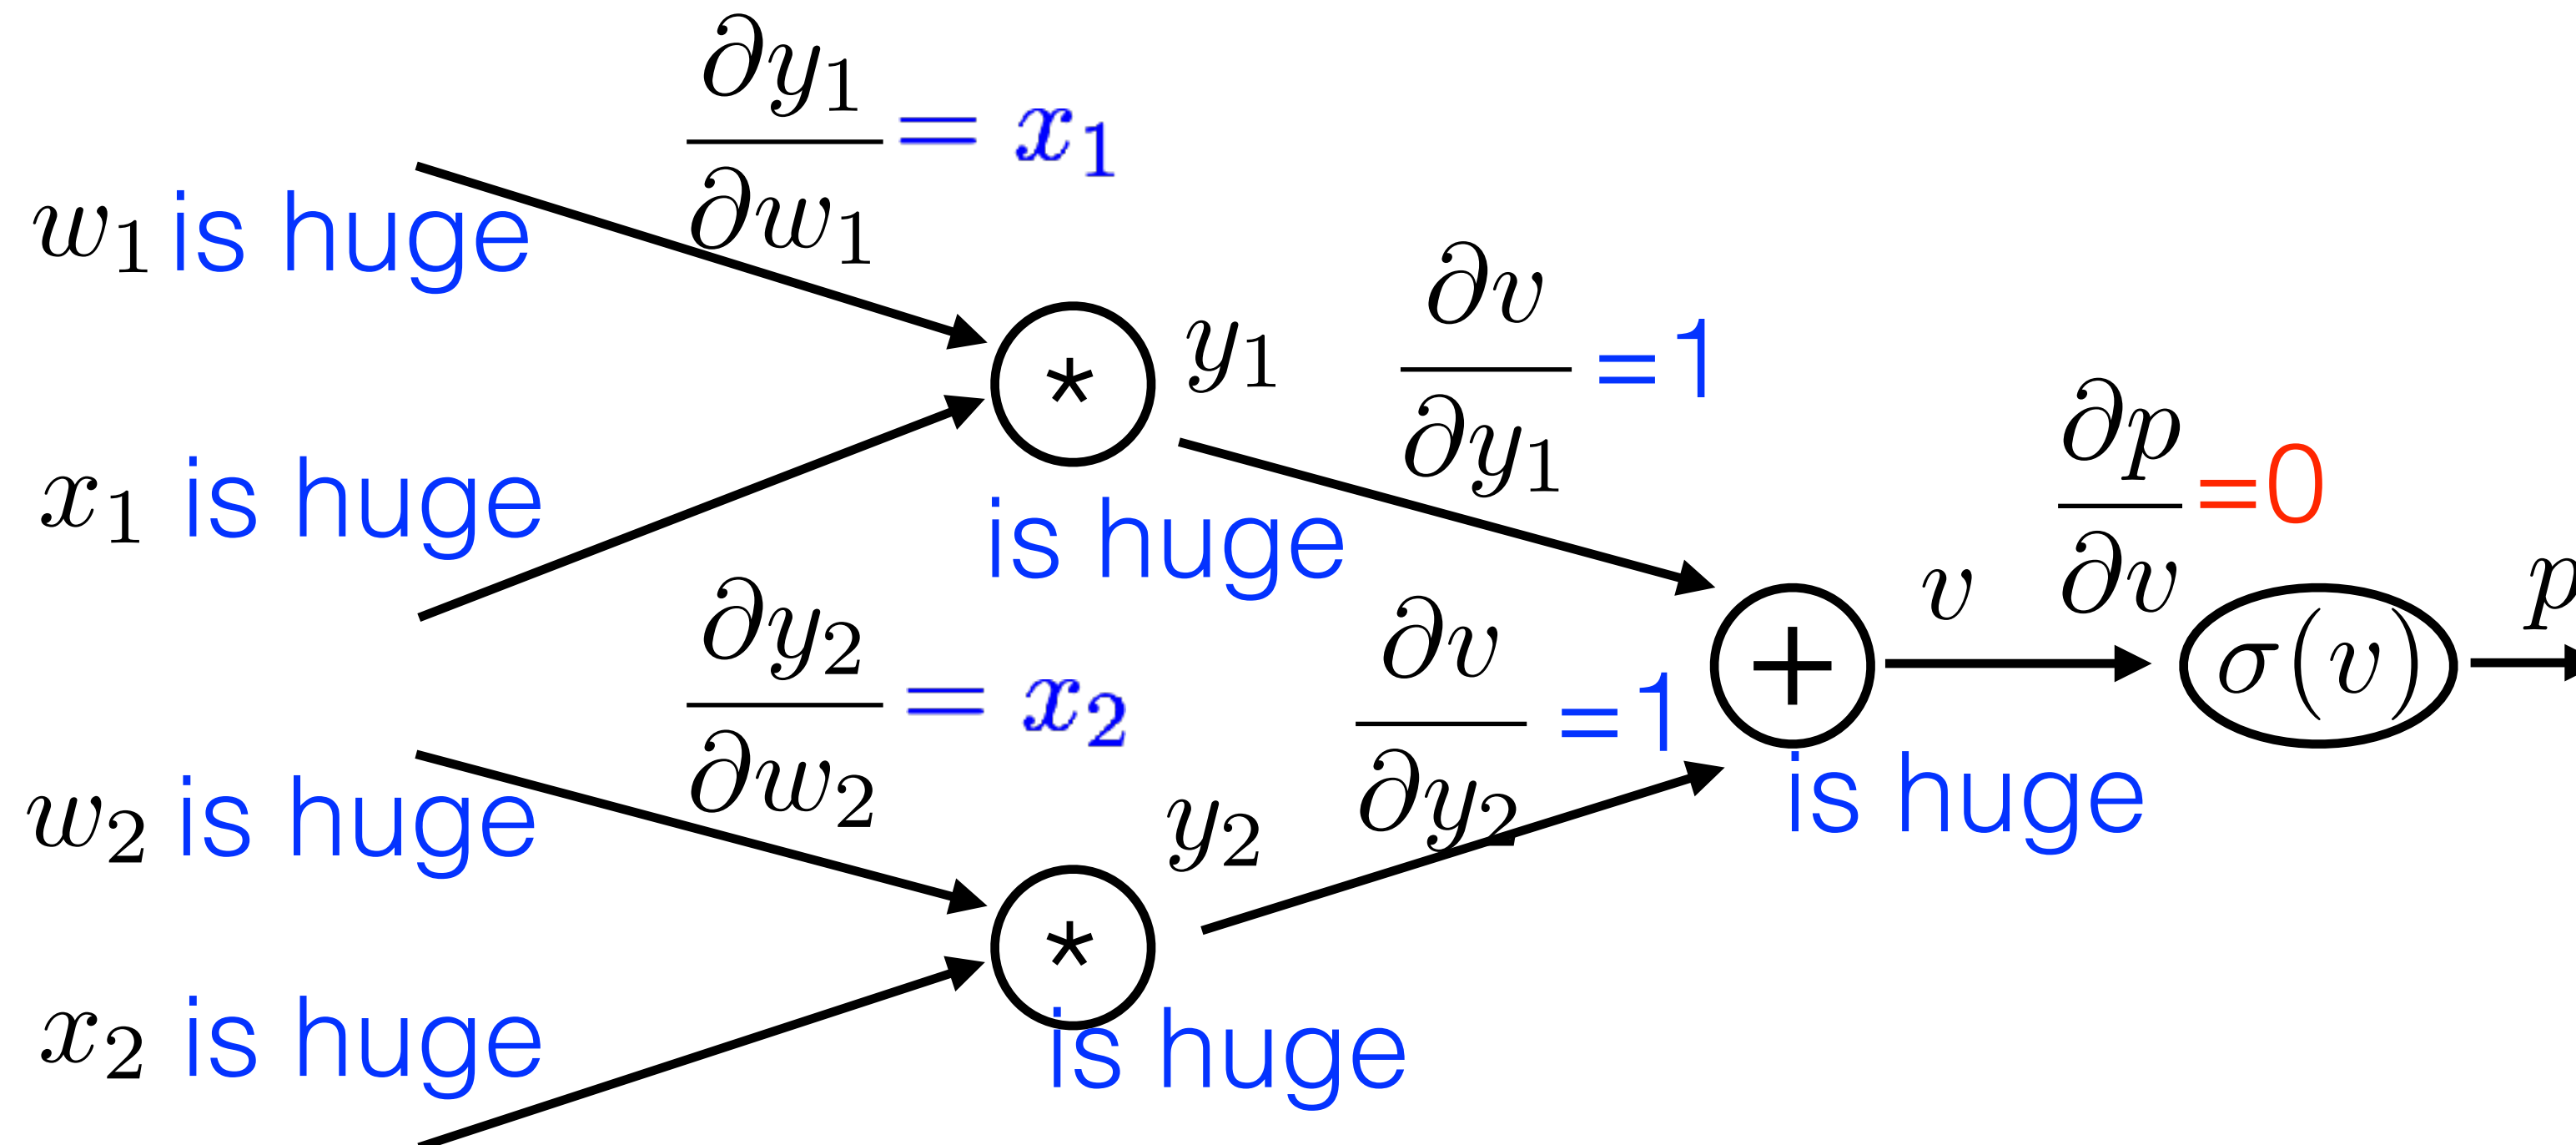 ∂y₁/∂w₁ = x₁
w₁ is huge
*
y₁
∂v/∂y₁ =1
x₁ is huge
is huge
∂p/∂v =0
∂y₂/∂w₂ = x₂
∂v/∂y₂ =1
+
v
σ(v)
p
w₂ is huge
y₂
is huge
*
x₂ is huge
is huge